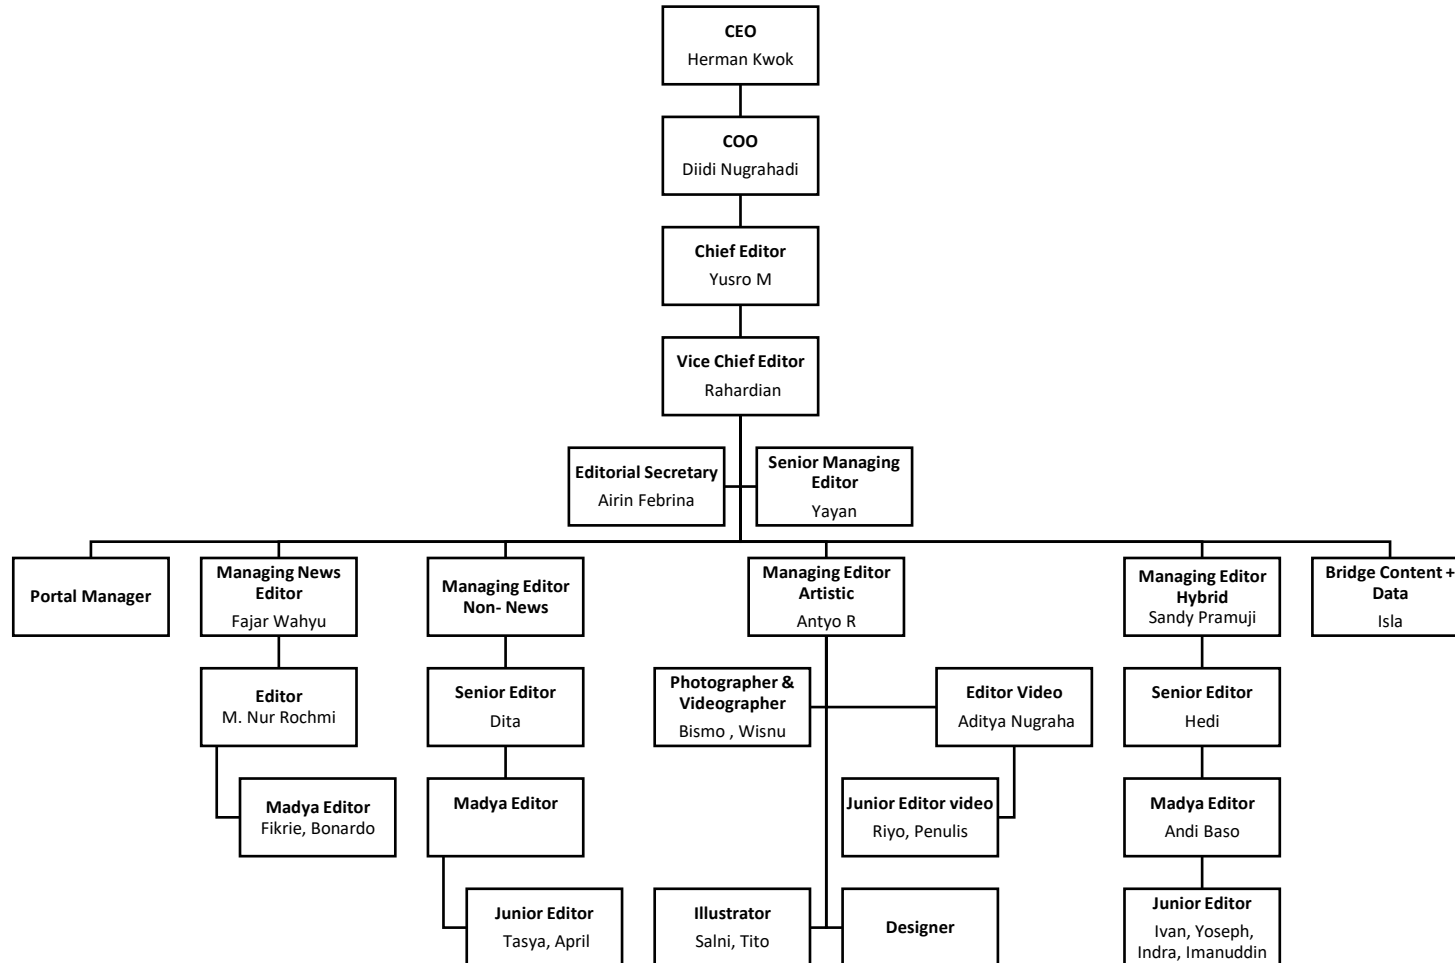 CEO
Herman Kwok
COO
Diidi Nugrahadi
Chief Editor
Yusro M
Vice Chief Editor
Rahardian
Editorial Secretary
Airin Febrina
Senior Managing
Editor
Yayan
Portal Manager
Managing News
Editor
Fajar Wahyu
Managing Editor
Non- News
Managing Editor
Artistic
Antyo R
Managing Editor
Hybrid
Sandy Pramuji
Bridge Content +
Data
Isla
Editor
M. Nur Rochmi
Senior Editor
Dita
Photographer &
Videographer
Bismo , Wisnu
Editor Video
Aditya Nugraha
Senior Editor
Hedi
Madya Editor
Fikrie, Bonardo
Madya Editor
Junior Editor video
Riyo, Penulis
Madya Editor
Andi Baso
Junior Editor
Tasya, April
Illustrator
Salni, Tito
Designer
Junior Editor
Ivan, Yoseph,
Indra, Imanuddin